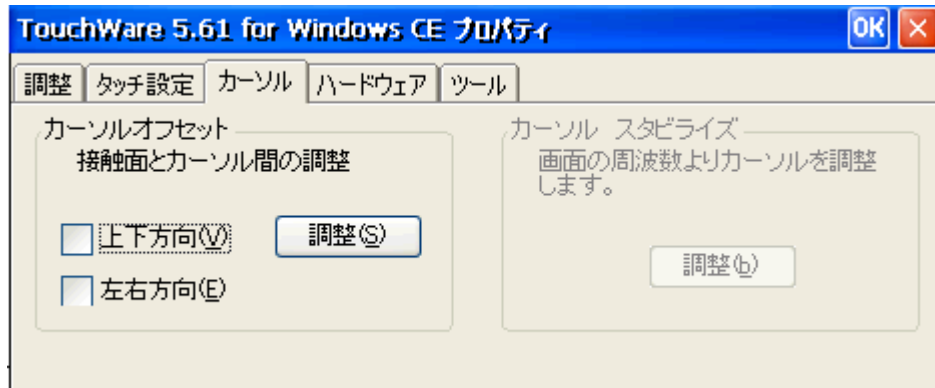 TouchWare 5.61 for Windows CE プロパティ OK
調整 タッチ設定 カーソル ハードウェア ツール
カーソルオフセット
接触面とカーソル間の調整
上下方向(V) 調整(S)
左右方向(E)
カーソル スタビライズ
画面の周波数よりカーソルを調整
します。
調整(b)